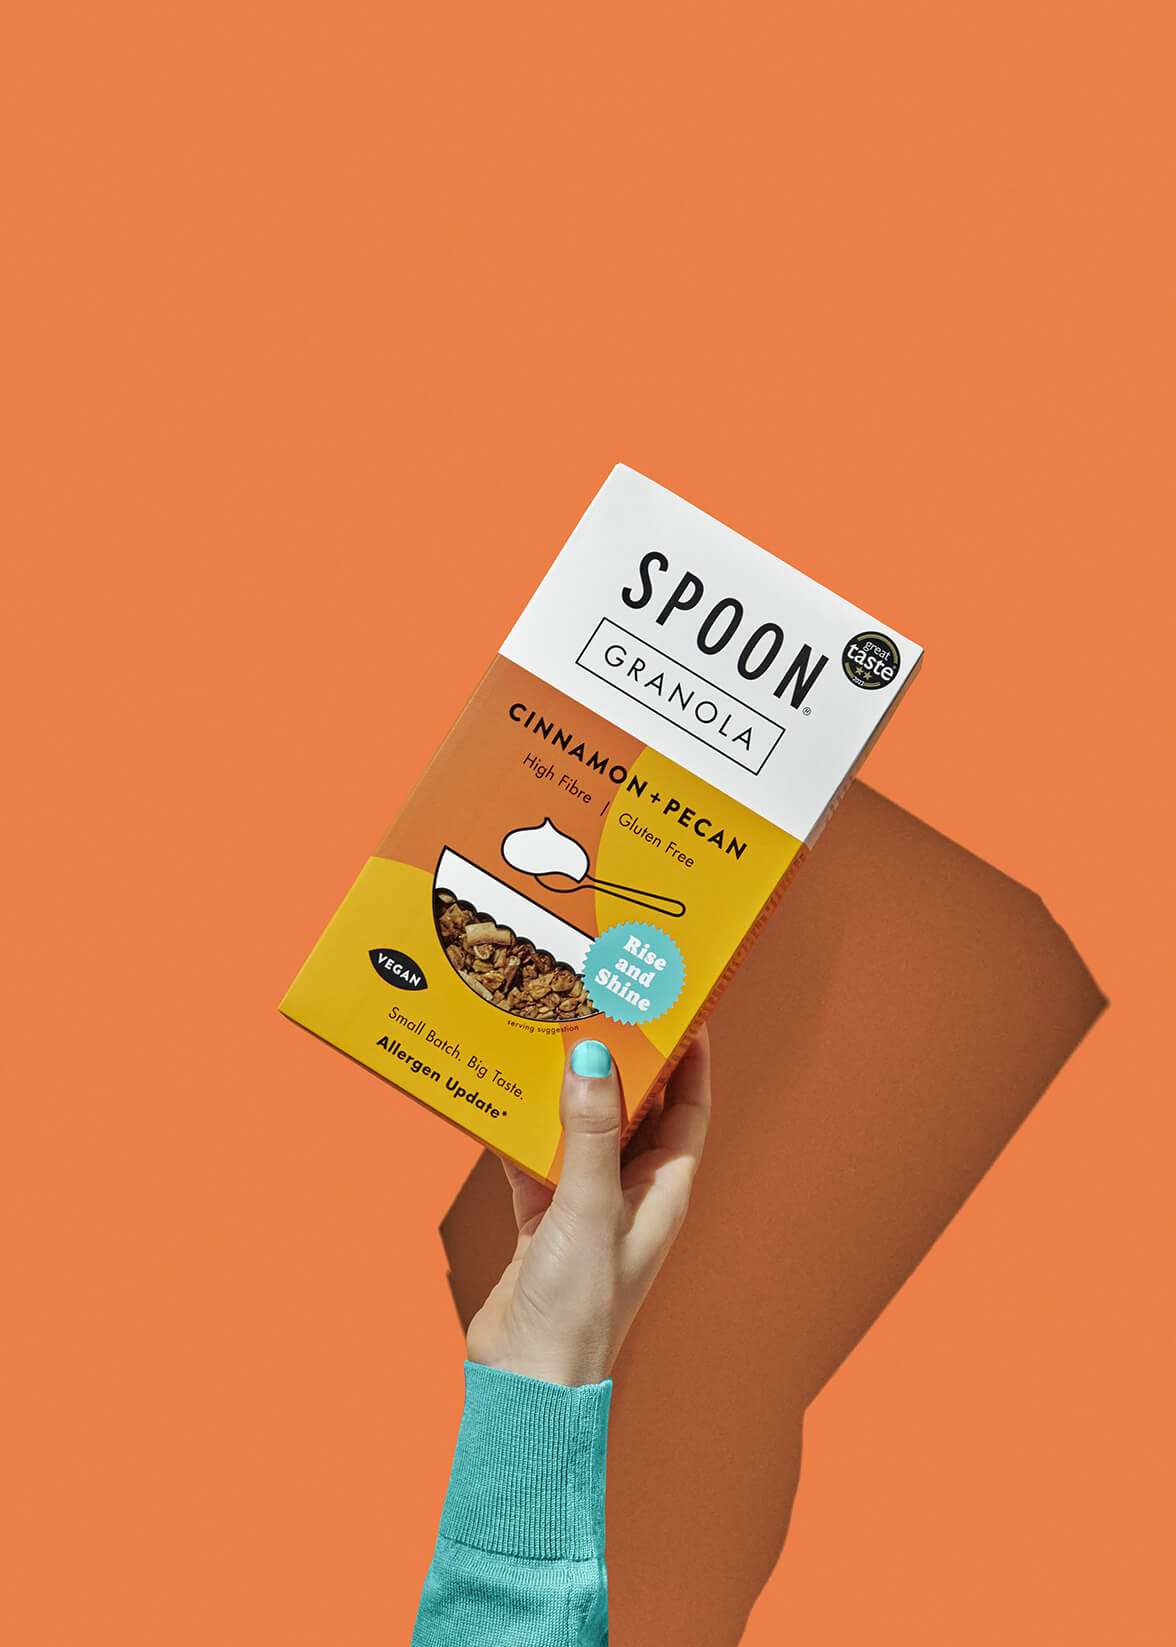 SPOON®
GRANOLA
great
taste
2022
CINNAMON + PECAN
High Fibre | Gluten Free
Rise
and
Shine
VEGAN
serving suggestion
Small Batch. Big Taste.
Allergen Update*